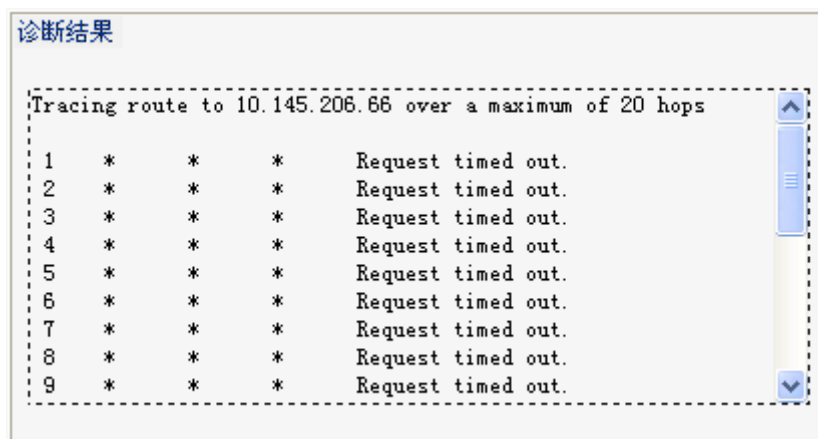 诊断结果
Tracing route to 10.145.206.66 over a maximum of 20 hops
1 * * * Request timed out.
2 * * * Request timed out.
3 * * * Request timed out.
4 * * * Request timed out.
5 * * * Request timed out.
6 * * * Request timed out.
7 * * * Request timed out.
8 * * * Request timed out.
9 * * * Request timed out.